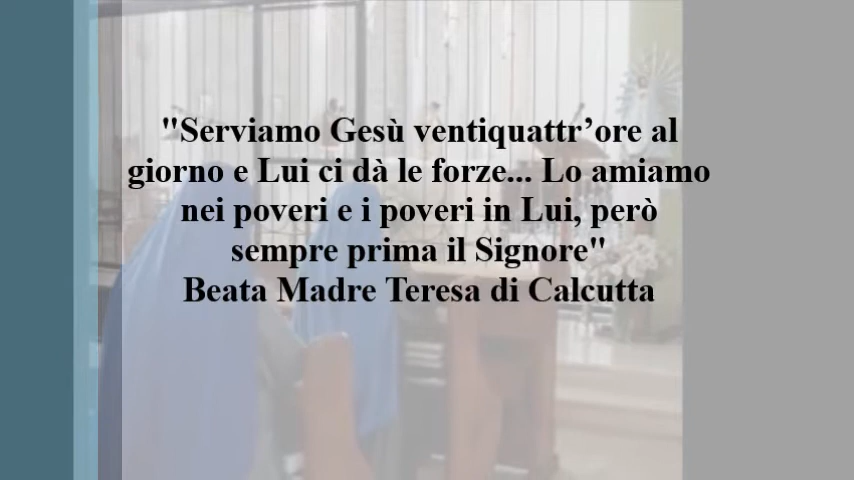 "Serviamo Gesù ventiquattr’ore al
giorno e Lui ci dà le forze... Lo amiamo
nei poveri e i poveri in Lui, però
sempre prima il Signore"
Beata Madre Teresa di Calcutta